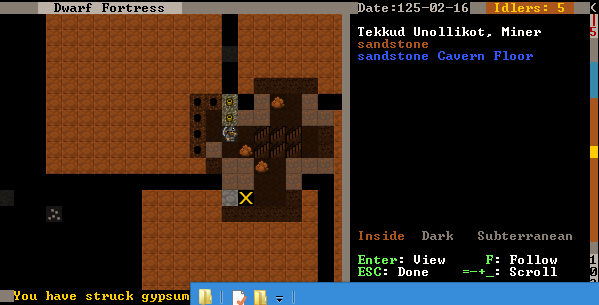 Dwarf Fortress
Date:125-02-16 Idlers: 5
Tekkud Unollikot, Miner
sandstone
sandstone Cavern Floor
Inside Dark Subterranean
Enter: View F: Follow
ESC: Done =-+_: Scroll
You have struck gypsum